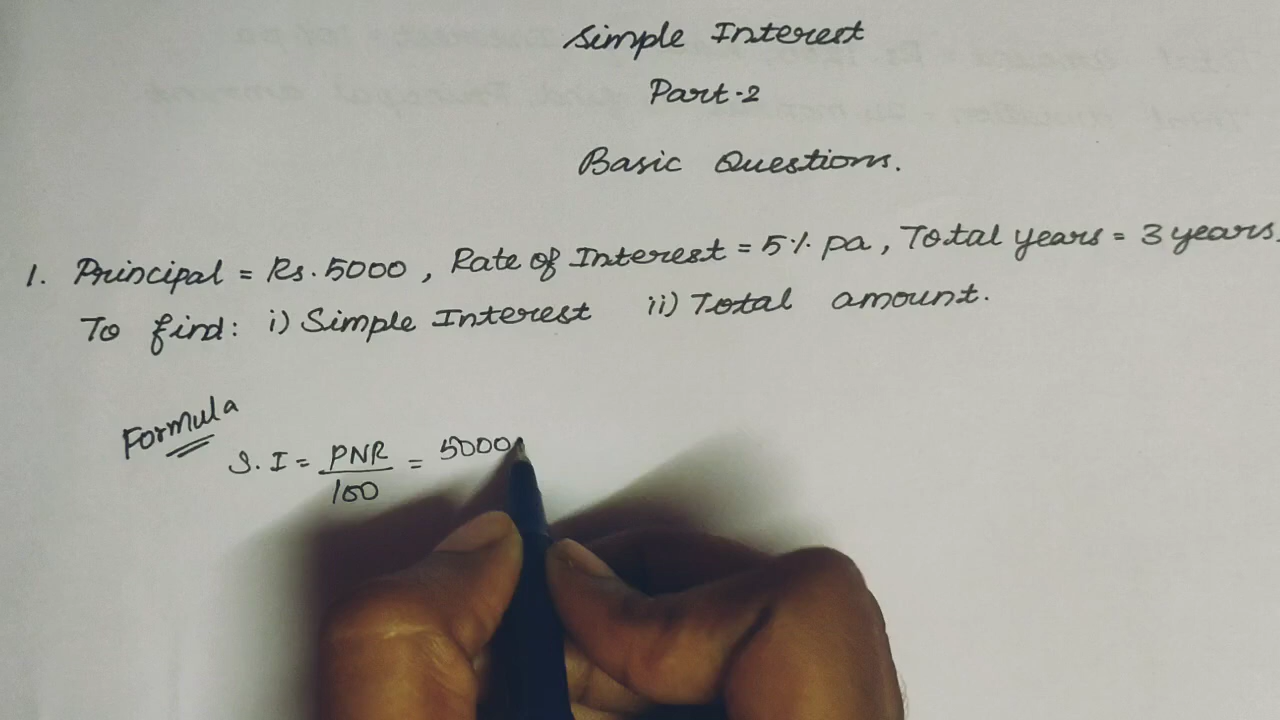 Simple Interest
Part-2
Basic Questions.
1. Principal = Rs. 5000, Rate of Interest = 5% pa, Total years = 3 years.
To find: i) Simple Interest ii) Total amount.
Formula
S.I = PNR/100 = 5000